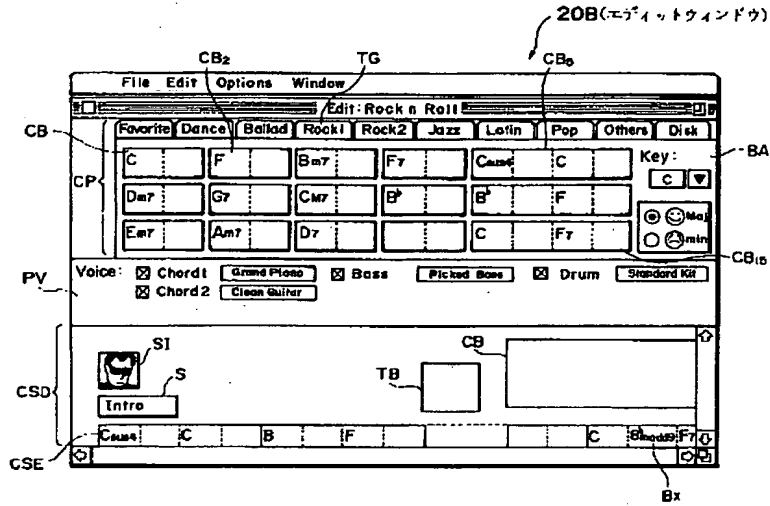 20B(エディットウィンドウ)
CB2 TG CB6
File Edit Options Window
Edit:Rock n Roll
CB
Favorite Dance Ballad Rock1 Rock2 Jazz Latin Pop Others Disk
CP
C F Bm7 F7 Csus4 C
Key:
BA
C
Dm7 G7 CM7 B♭ B♭ F
Maj
Em7 Am7 D7 C F7
min
CB15
PV
Voice: Chord1 Grand Piano Bass Picked Bass Drum Standard Kit
Chord2 Clean Guitar
CSD
SI
S
TB
CB
Intro
Csus4 C B F C B♭madd9 F7
CSE
Bx